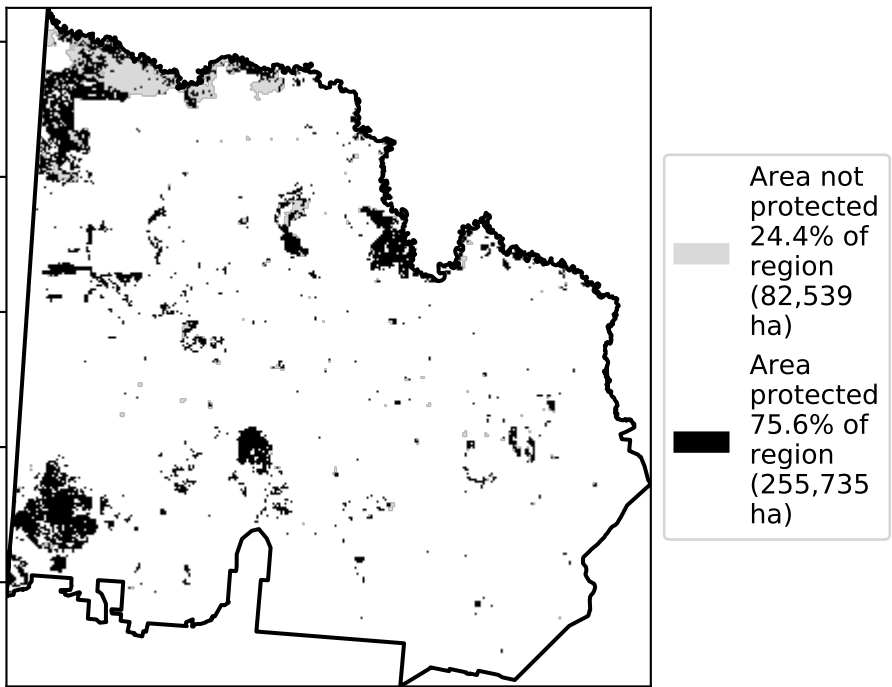 Area not
protected
24.4% of
region
(82,539
ha)
Area
protected
75.6% of
region
(255,735
ha)